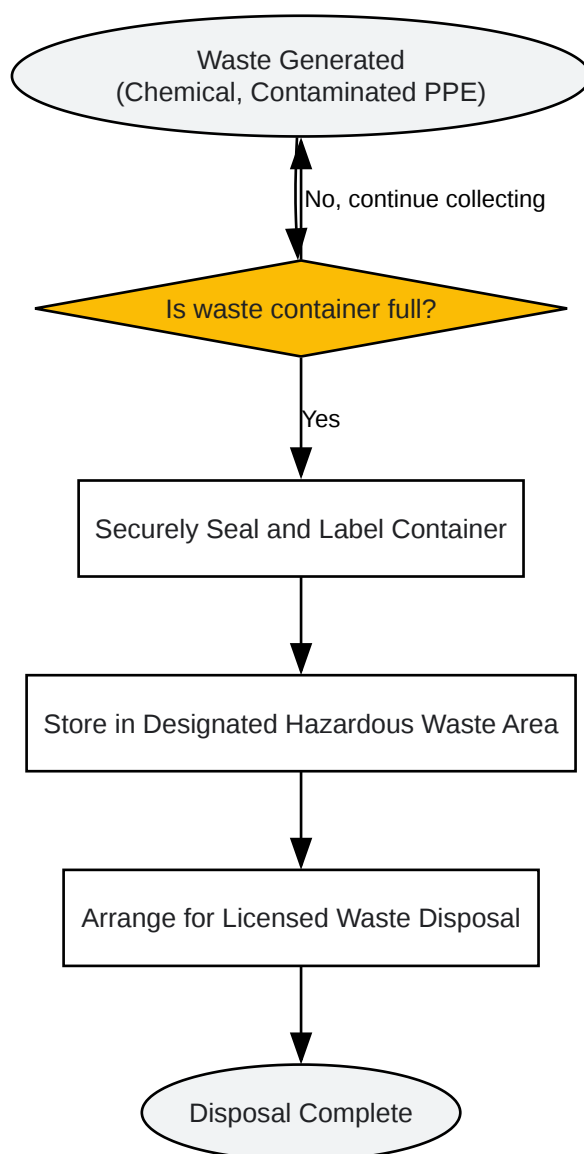 Waste Generated
(Chemical, Contaminated PPE)
No, continue collecting
Is waste container full?
Yes
Securely Seal and Label Container
Store in Designated Hazardous Waste Area
Arrange for Licensed Waste Disposal
Disposal Complete